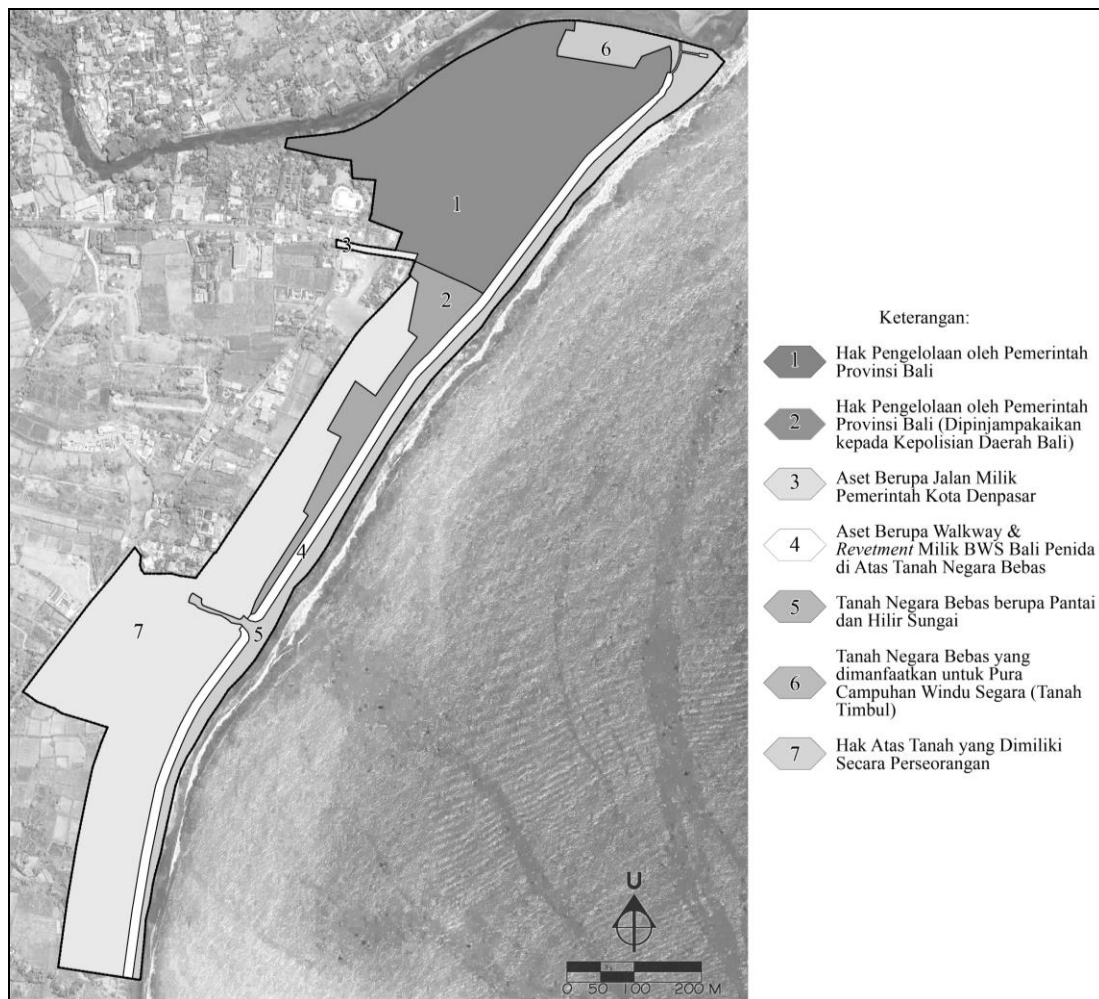 6
1
3
2
4
5
7
U
0 50 100 200 M
Keterangan:
1 Hak Pengelolaan oleh Pemerintah
Provinsi Bali
2 Hak Pengelolaan oleh Pemerintah
Provinsi Bali (Dipinjampakaikan
kepada Kepolisian Daerah Bali)
3 Aset Berupa Jalan Milik
Pemerintah Kota Denpasar
4 Aset Berupa Walkway &
Revetment Milik BWS Bali Penida
di Atas Tanah Negara Bebas
5 Tanah Negara Bebas berupa Pantai
dan Hilir Sungai
6 Tanah Negara Bebas yang
dimanfaatkan untuk Pura
Campuhan Windu Segara (Tanah
Timbul)
7 Hak Atas Tanah yang Dimiliki
Secara Perseorangan